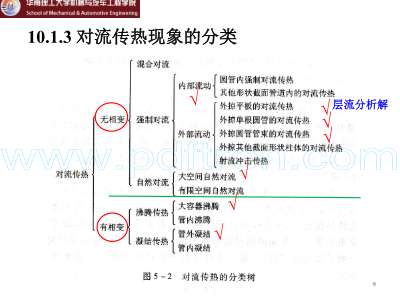 华南理工大学机械与汽车工程学院
School of Mechanical & Automotive Engineering
10.1.3 对流传热现象的分类
混合对流
圆管内强制对流传热
内部流动
其他形状截面管道内的对流传热
无相变
强制对流
外掠平板的对流传热
层流分析解
外掠单根圆管的对流传热
外部流动
外掠圆管管束的对流传热
外掠其他截面形状柱体的对流传热
射流冲击传热
对流传热
大空间自然对流
自然对流
有限空间自然对流
大容器沸腾
沸腾传热
管内沸腾
有相变
管外凝结
凝结传热
管内凝结
图 5-2 对流传热的分类树